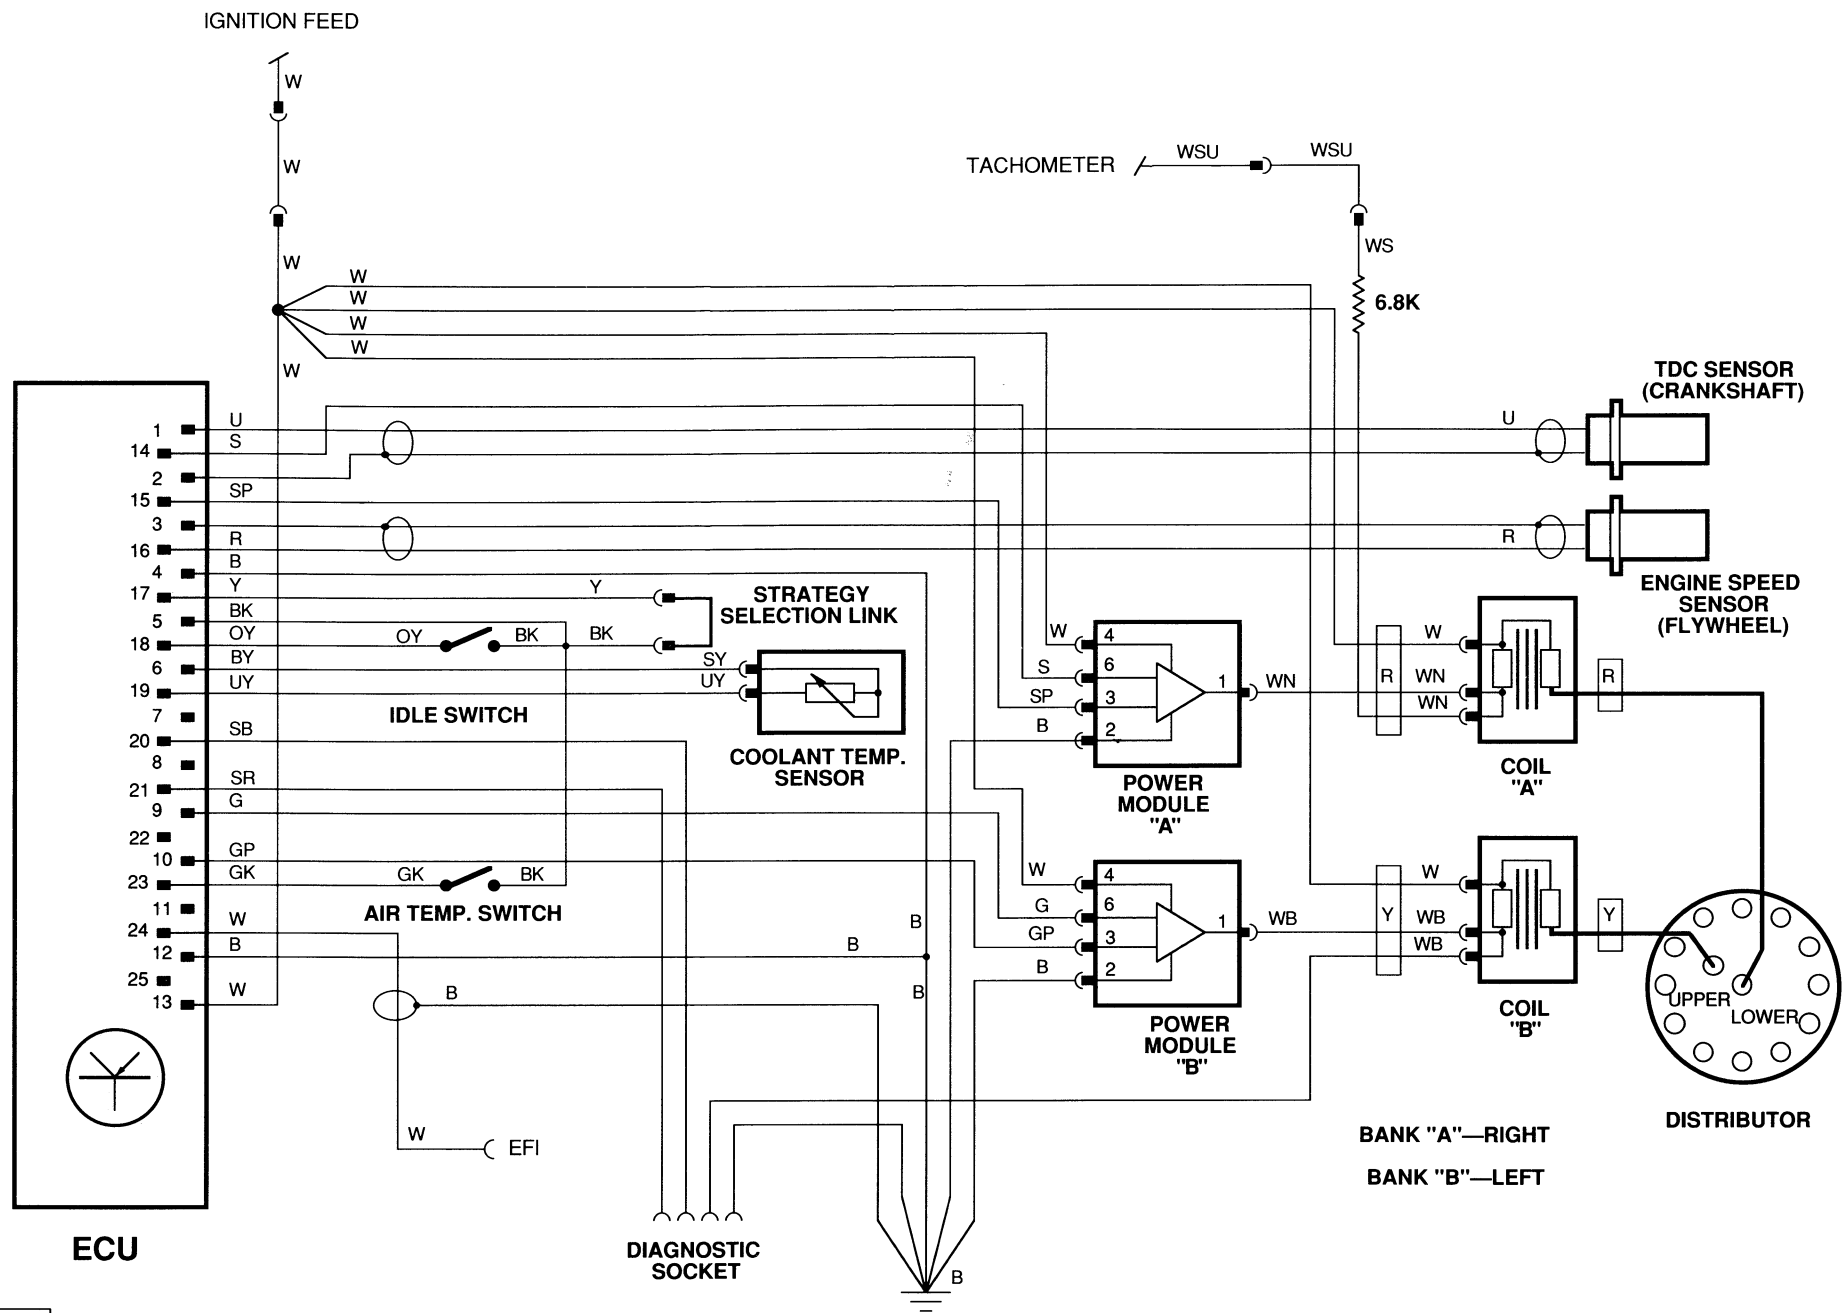 IGNITION FEED
W
W
W
W
W
W
W
W
TACHOMETER
WSU
WSU
WS
6.8K
TDC SENSOR
(CRANKSHAFT)
U
R
ENGINE SPEED
SENSOR
(FLYWHEEL)
1
U
14
S
2
15
SP
3
16
R
4
B
17
Y
Y
5
BK
18
OY
OY
BK
BK
6
BY
SY
19
UY
UY
7
20
SB
8
21
SR
9
G
22
10
GP
23
GK
GK
BK
11
24
W
12
B
B
25
13
W
STRATEGY
SELECTION LINK
IDLE SWITCH
COOLANT TEMP.
SENSOR
AIR TEMP. SWITCH
B
B
B
W
EFI
ECU
DIAGNOSTIC
SOCKET
B
W
4
S
6
SP
3
B
2
1
WN
POWER
MODULE
"A"
W
4
G
6
GP
3
B
2
1
WB
POWER
MODULE
"B"
R
W
WN
WN
COIL
"A"
R
Y
W
WB
WB
COIL
"B"
Y
UPPER
LOWER
DISTRIBUTOR
BANK "A"—RIGHT
BANK "B"—LEFT